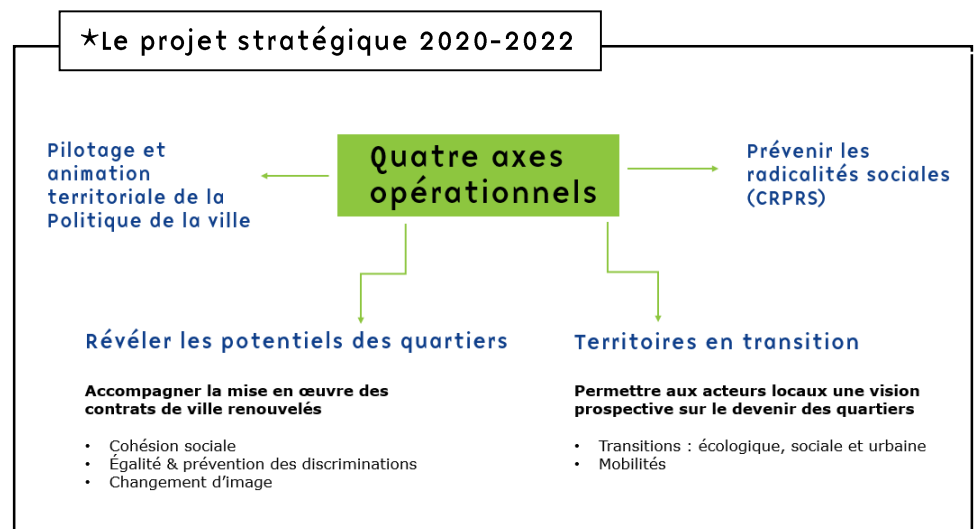 *Le projet stratégique 2020-2022
Quatre axes
opérationnels
Pilotage et
animation
territoriale de la
Politique de la ville
Prévenir les
radicalités sociales
(CRPRS)
Révéler les potentiels des quartiers
Accompagner la mise en œuvre des
contrats de ville renouvelés
• Cohésion sociale
• Égalité & prévention des discriminations
• Changement d’image
Territoires en transition
Permettre aux acteurs locaux une vision
prospective sur le devenir des quartiers
• Transitions : écologique, sociale et urbaine
• Mobilités